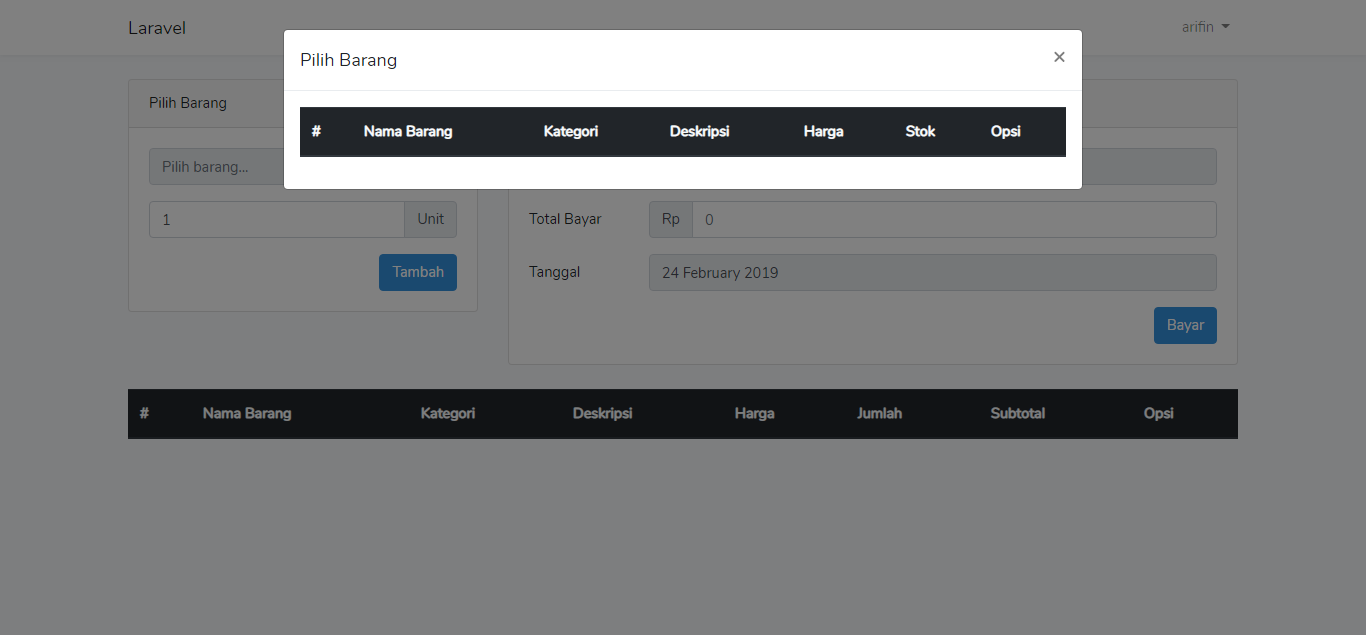 Laravel
arifin
Pilih Barang
×
# Nama Barang Kategori Deskripsi Harga Stok Opsi
Pilih Barang
Pilih barang...
1 Unit
Tambah
Total Bayar Rp 0
Tanggal 24 February 2019
Bayar
# Nama Barang Kategori Deskripsi Harga Jumlah Subtotal Opsi